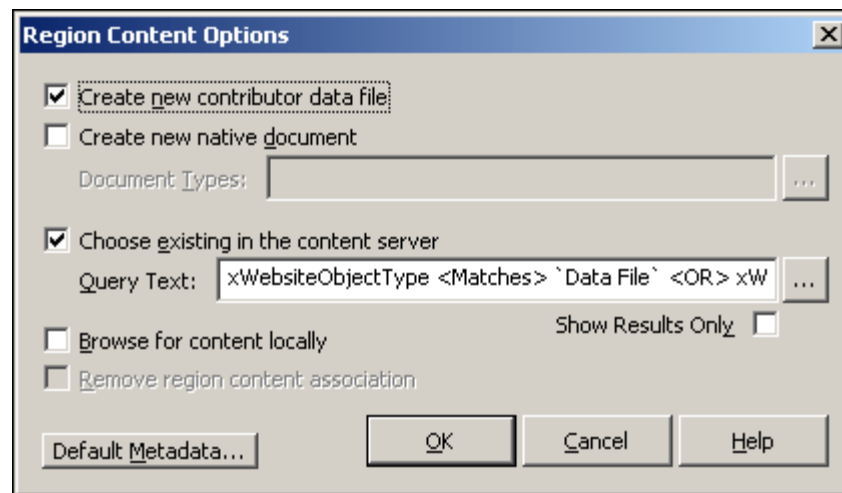 Region Content Options
Create new contributor data file
Create new native document
Document Types:
...
Choose existing in the content server
Query Text: xWebsiteObjectType <Matches> `Data File` <OR> xW
...
Show Results Only
Browse for content locally
Remove region content association
Default Metadata... OK Cancel Help